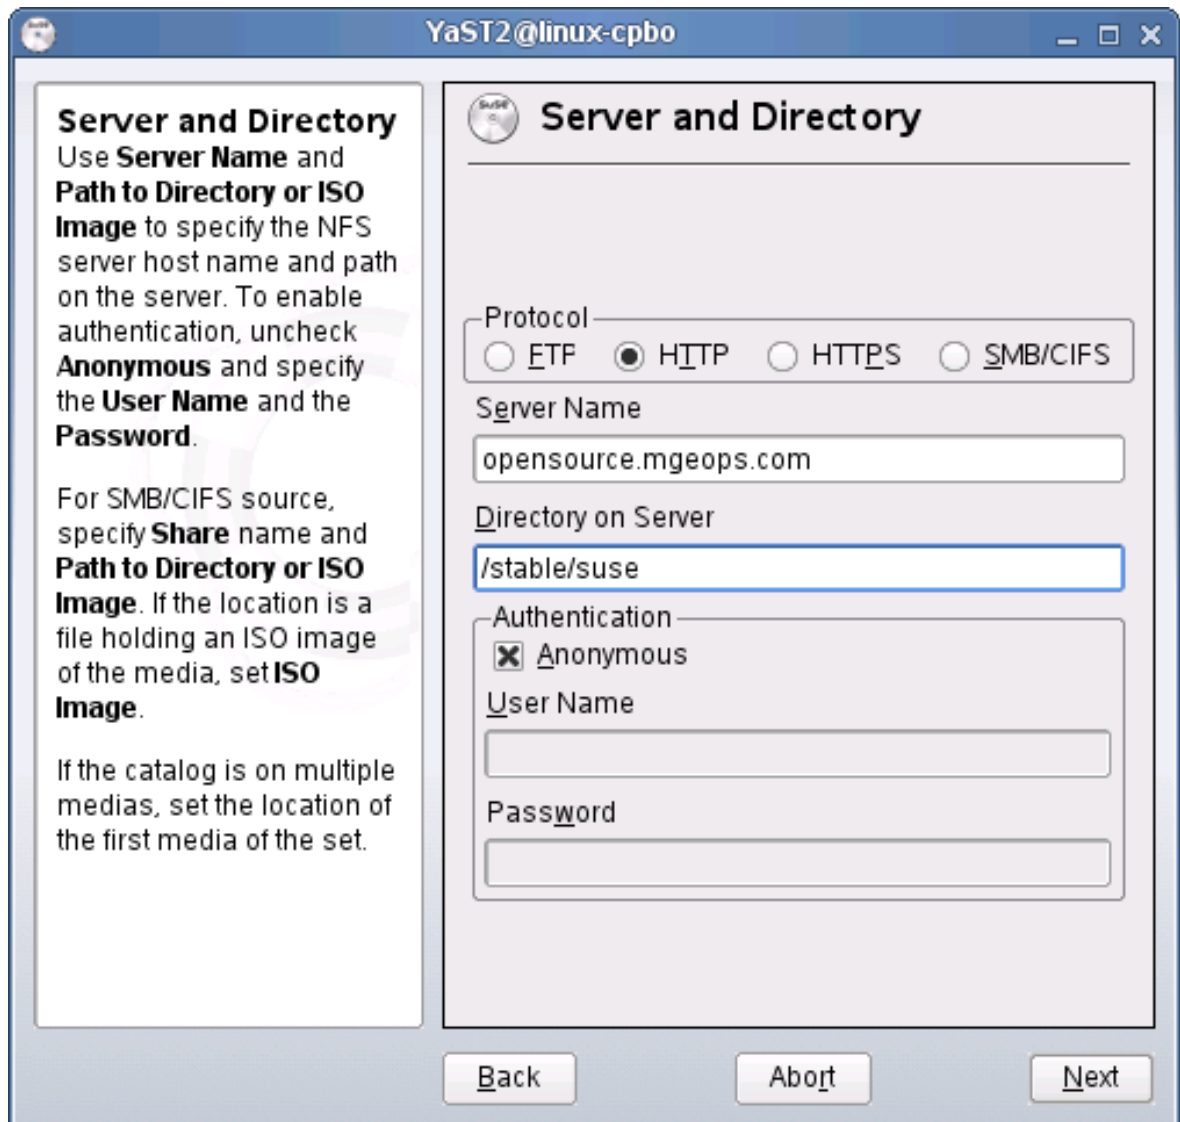 YaST2@linux-cpbo
Server and Directory
Use Server Name and
Path to Directory or ISO
Image to specify the NFS
server host name and path
on the server. To enable
authentication, uncheck
Anonymous and specify
the User Name and the
Password.
For SMB/CIFS source,
specify Share name and
Path to Directory or ISO
Image. If the location is a
file holding an ISO image
of the media, set ISO
Image.
If the catalog is on multiple
medias, set the location of
the first media of the set.
SuSE
Server and Directory
Protocol
FTP HTTP HTTPS SMB/CIFS
Server Name
opensource.mgeops.com
Directory on Server
/stable/suse
Authentication
Anonymous
User Name
Password
Back Abort Next